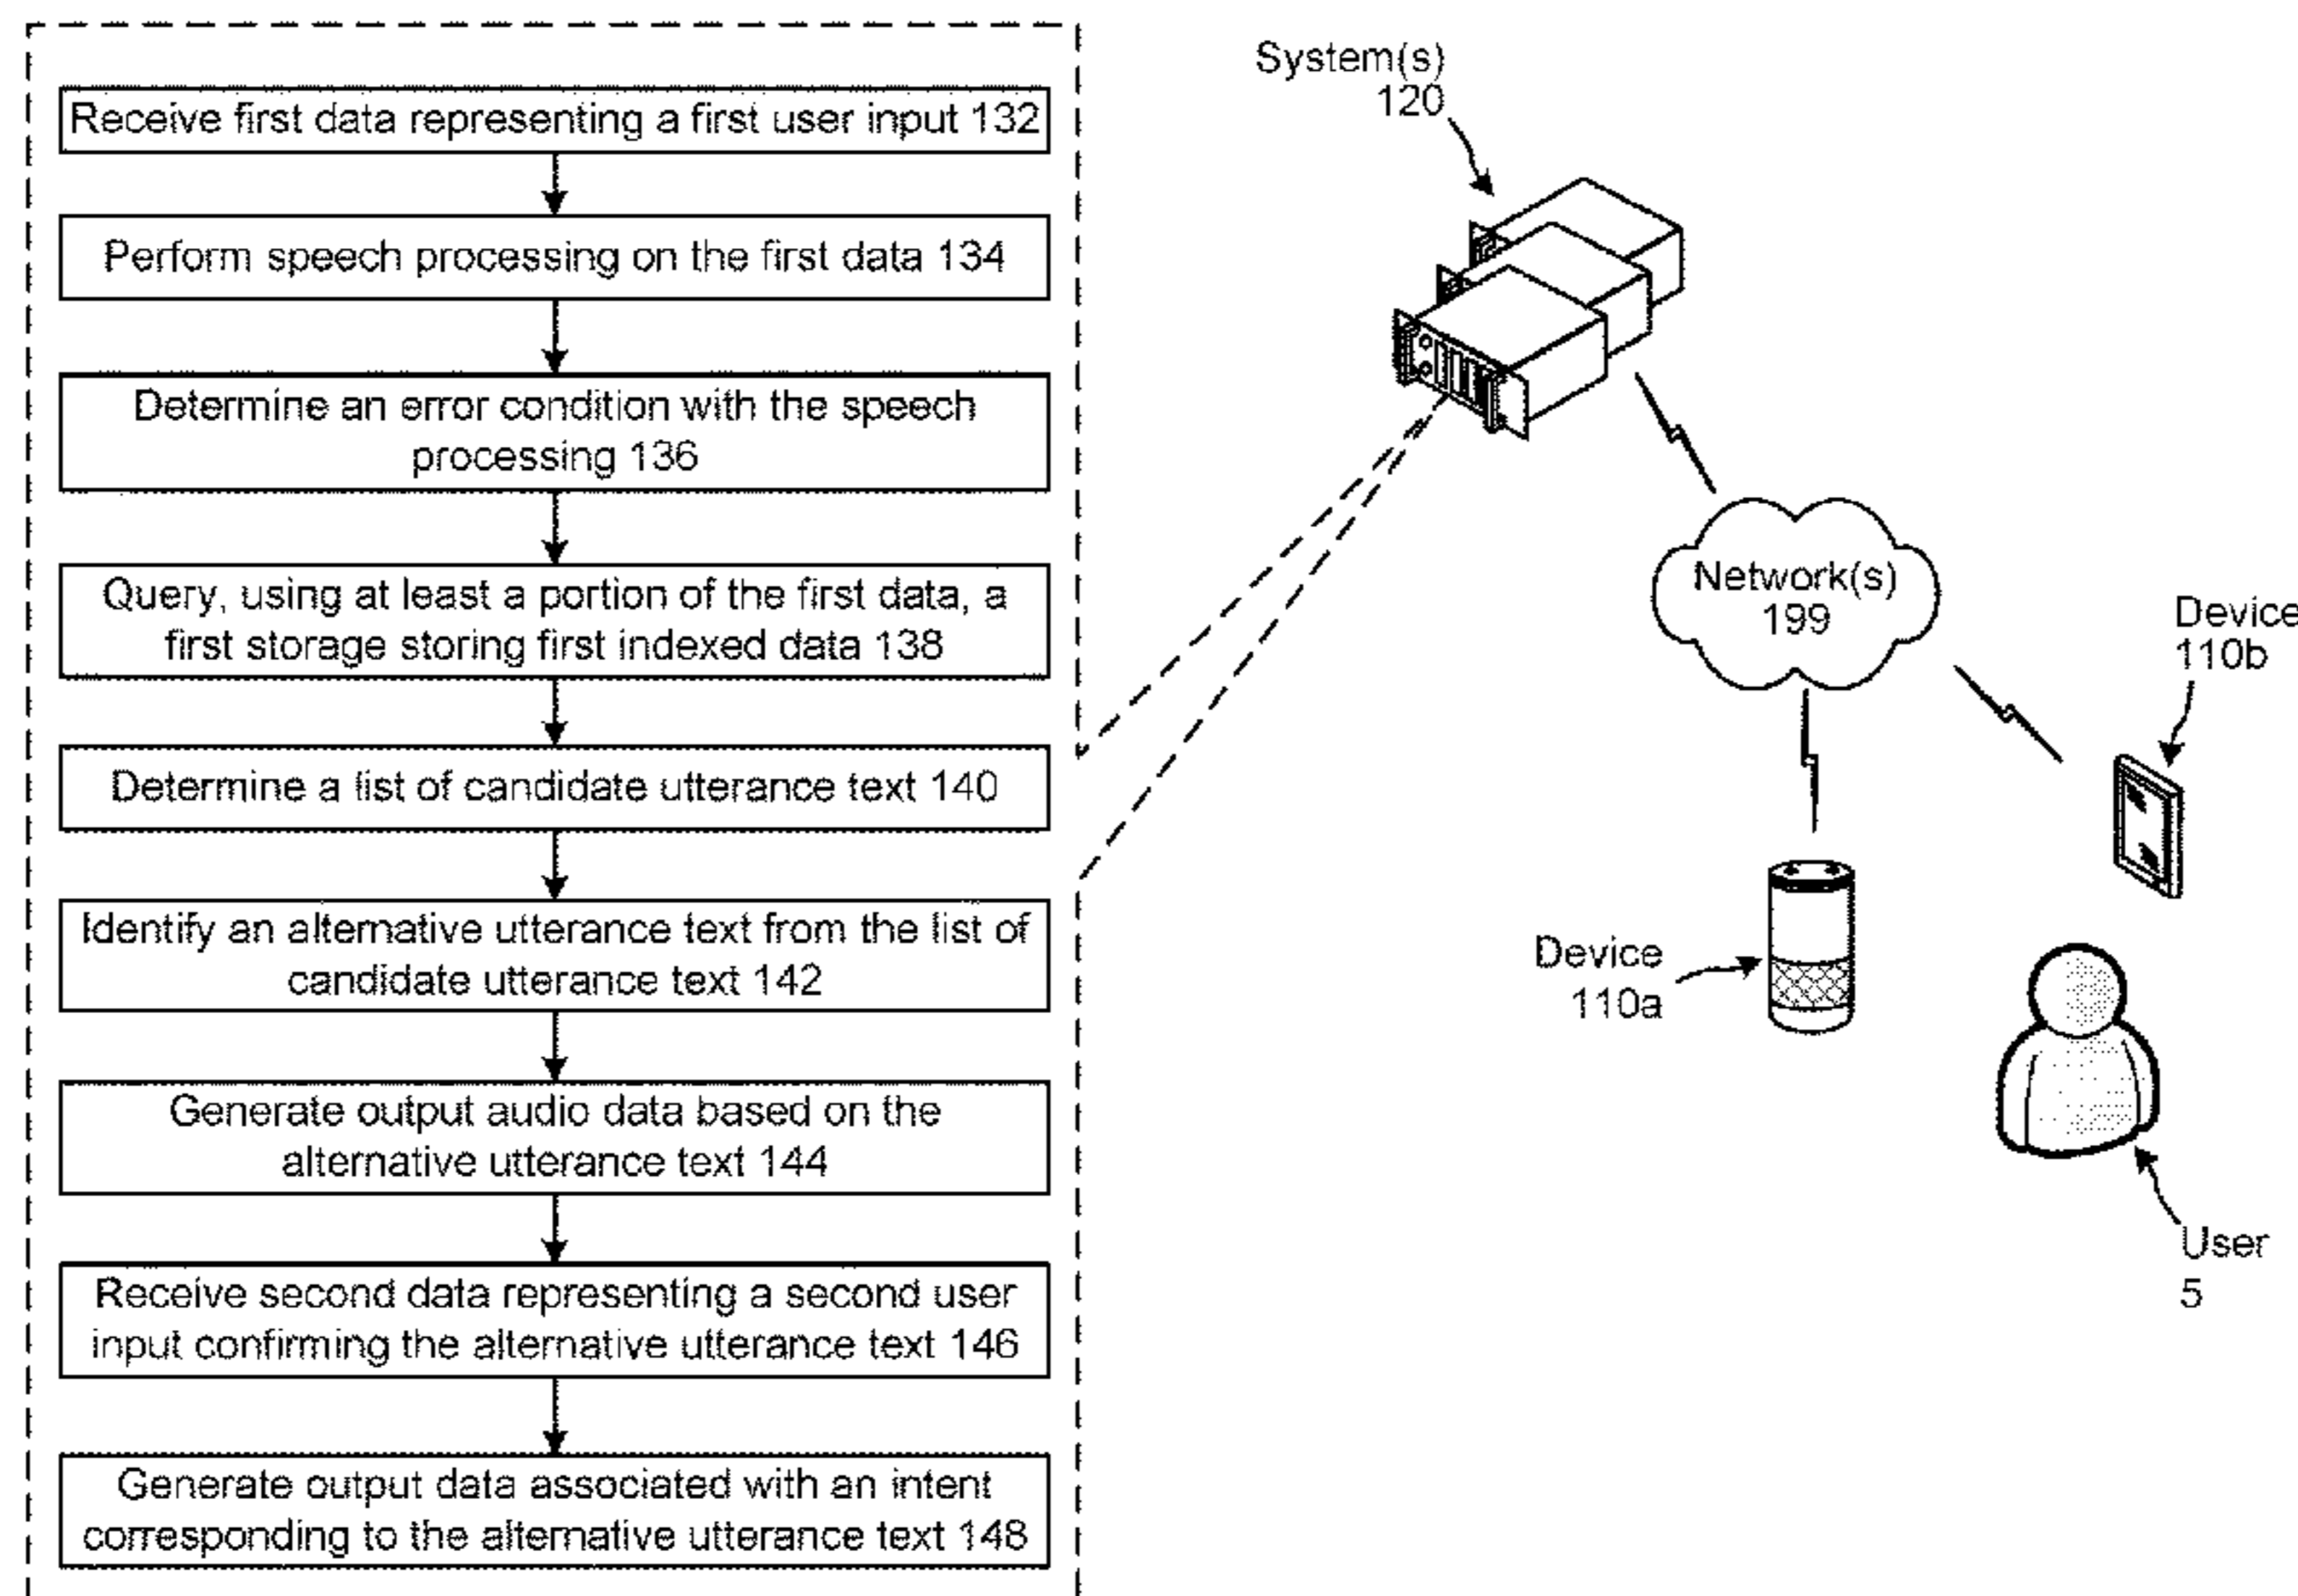 Receive first data representing a first user input 132
Perform speech processing on the first data 134
Determine an error condition with the speech
processing 136
Query, using at least a portion of the first data, a
first storage storing first indexed data 138
Determine a list of candidate utterance text 140
Identify an alternative utterance text from the list of
candidate utterance text 142
Generate output audio data based on the
alternative utterance text 144
Receive second data representing a second user
input confirming the alternative utterance text 146
Generate output data associated with an intent
corresponding to the alternative utterance text 148
System(s)
120
Network(s)
199
Device
110b
Device
110a
User
5